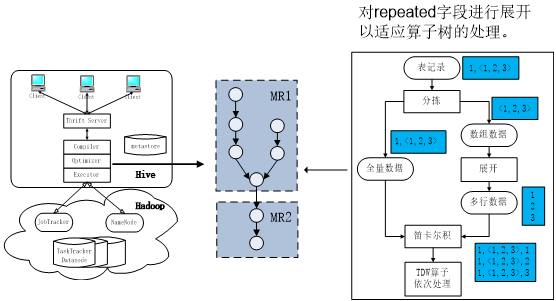 对repeated字段进行展开
以适应算子树的处理。
Client
Client
Client
Thrift Server
Compiler
Optimizer
Executor
metastore
Hive
Hadoop
JobTracker
NameNode
TaskTracker
Datanode
MR1
MR2
表记录
1,<1,2,3>
分拣
<1,2,3>
1,<1,2,3>
数组数据
全量数据
展开
多行数据
1
2
3
笛卡尔积
1,<1,2,3>,1
1,<1,2,3>,2
1,<1,2,3>,3
TDW算子
依次处理